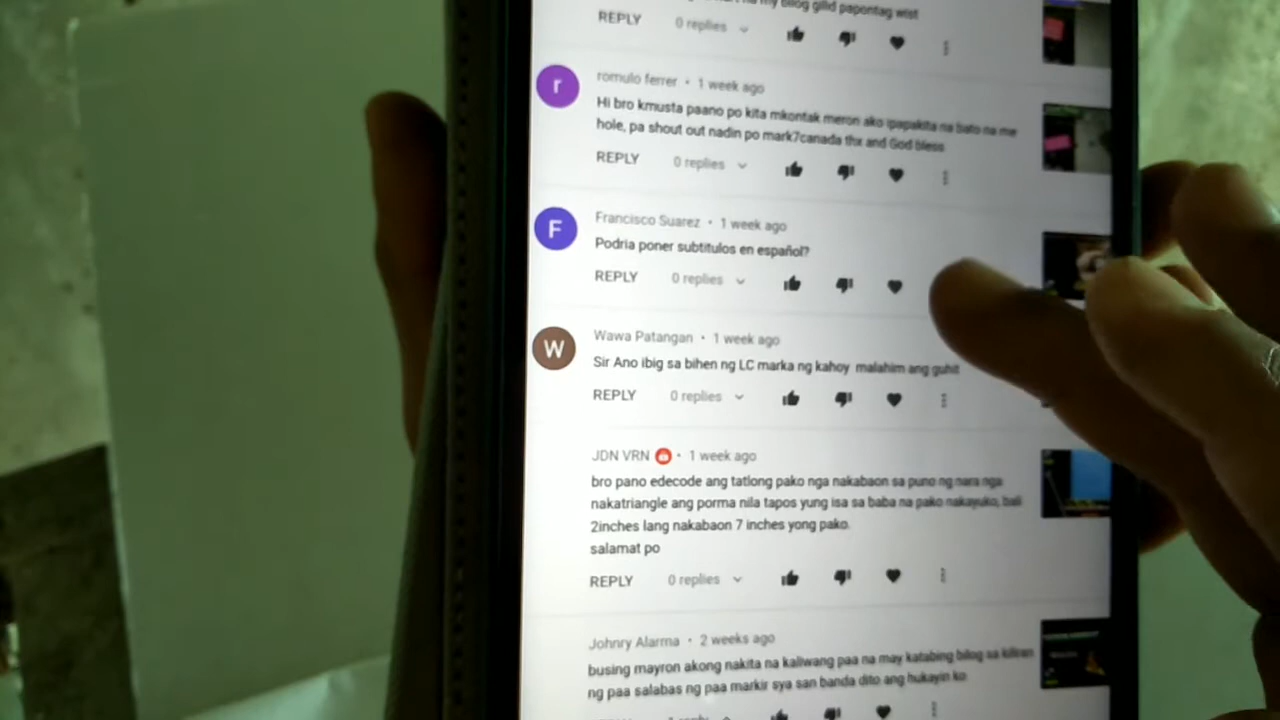 my bilog gilid papontag wist
REPLY 0 replies
r
romulo ferrer • 1 week ago
Hi bro kmusta paano po kita mkontak meron ako ipapakita na bato na me
hole, pa shout out nadin po mark7canada thx and God bless
REPLY 0 replies
F
Francisco Suarez • 1 week ago
Podria poner subtitulos en español?
REPLY 0 replies
W
Wawa Patangan • 1 week ago
Sir Ano ibig sa bihen ng LC marka ng kahoy malahim ang guhit
REPLY 0 replies
JDN VRN • 1 week ago
bro pano edecode ang tatlong pako nga nakabaon sa puno ng nara nga
nakatriangle ang porma nila tapos yung isa sa baba na pako nakayuko, bali
2inches lang nakabaon 7 inches yong pako.
salamat po
REPLY 0 replies
Johnry Alarma • 2 weeks ago
busing mayron akong nakita na kaliwang paa na may katabing bilog sa kiliran
ng paa salabas ng paa markir sya san banda dito ang hukayin ko